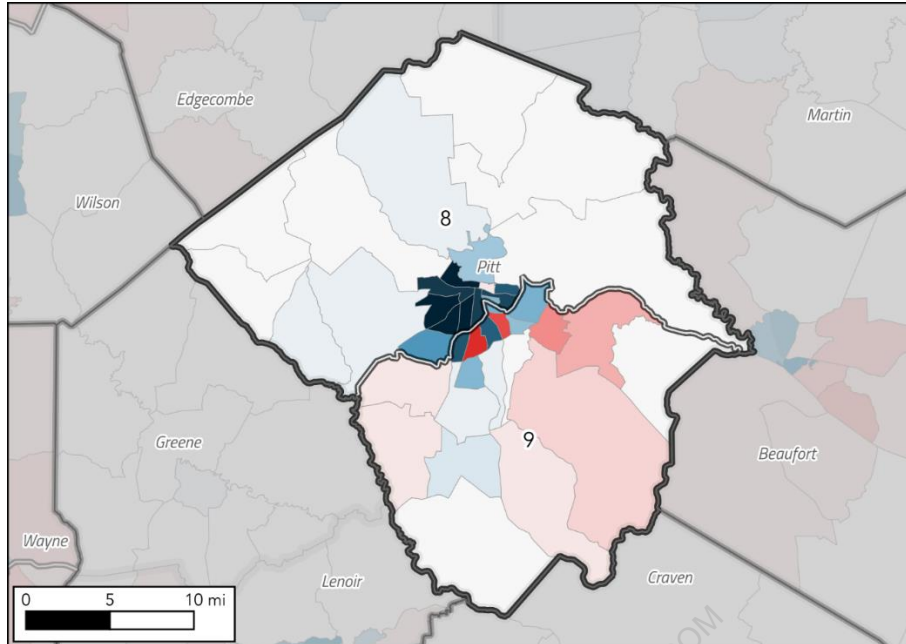 Edgecombe
Martin
Wilson
8
Pitt
Greene
9
Beaufort
Wayne
Lenoir
Craven
0 5 10 mi